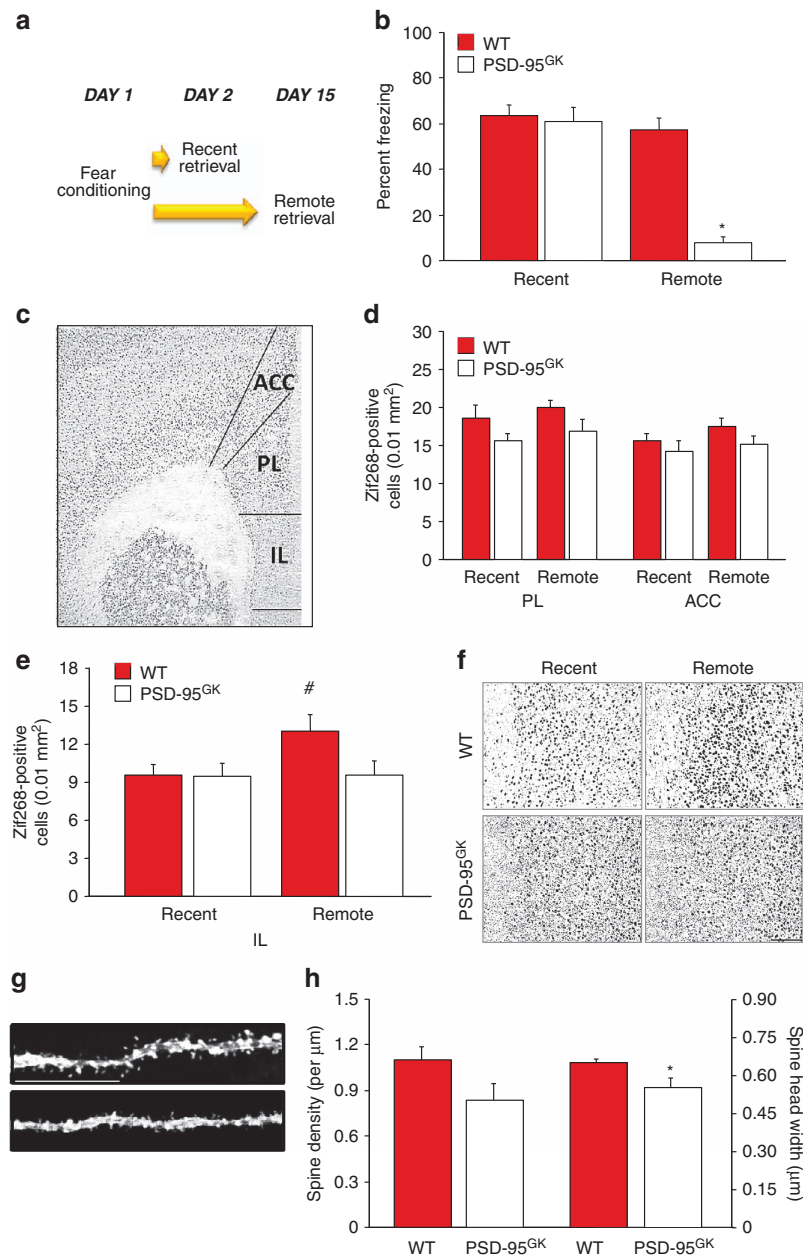 a
DAY 1 DAY 2 DAY 15
Fear
conditioning
Recent
retrieval
Remote
retrieval
b
WT
PSD-95GK
Percent freezing
100
80
60
40
20
0
*
Recent Remote
c
ACC
PL
IL
d
WT
PSD-95GK
Zif268-positive
cells (0.01 mm²)
30
25
20
15
10
5
0
Recent Remote Recent Remote
PL ACC
e
WT
PSD-95GK
Zif268-positive
cells (0.01 mm²)
18
15
12
9
6
3
0
#
Recent Remote
IL
f
Recent Remote
WT
PSD-95GK
g
h
Spine density (per µm)
1.5
1.2
0.9
0.6
0.3
0
*
0.90
0.75
0.60
0.45
0.30
0.15
0
Spine head width (µm)
WT PSD-95GK WT PSD-95GK